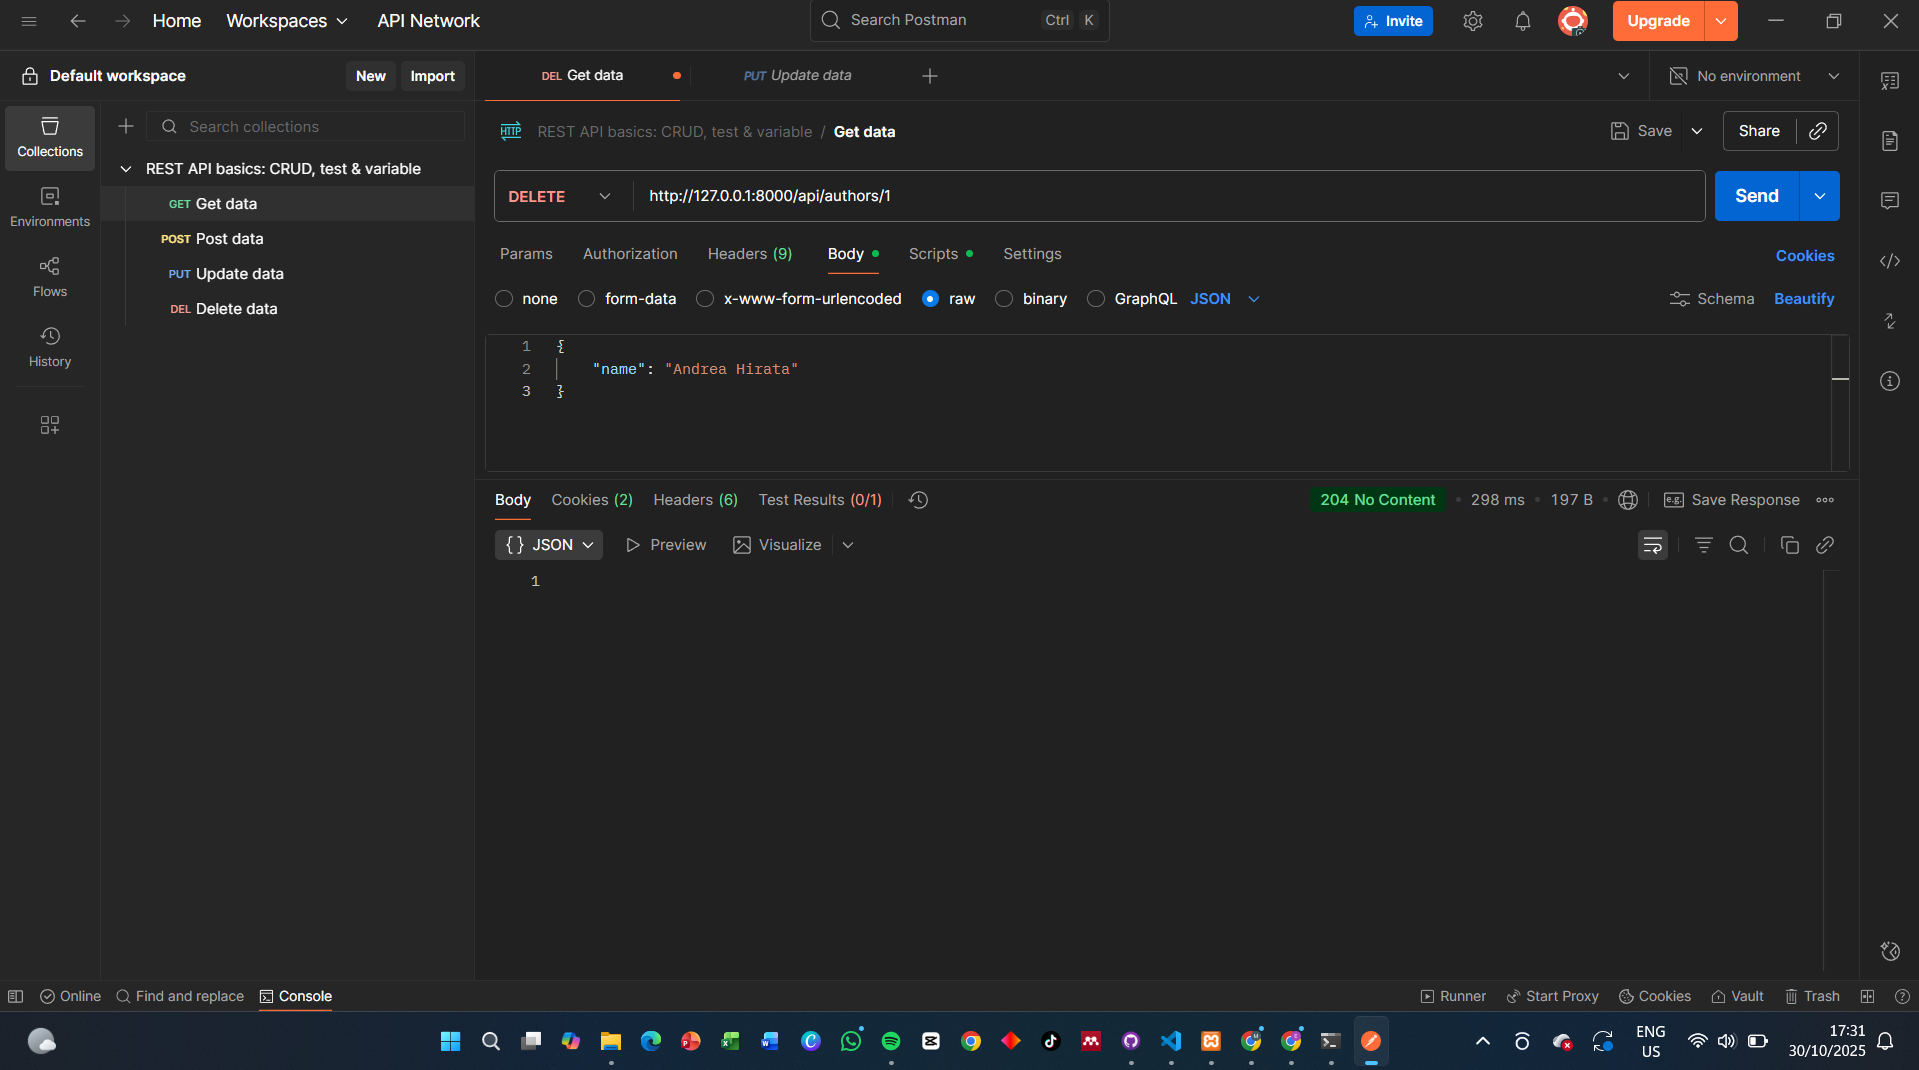 Home Workspaces API Network Search Postman Ctrl K Invite Upgrade
Default workspace New Import DEL Get data PUT Update data No environment
Collections
Environments
Flows
History
Search collections
REST API basics: CRUD, test & variable
GET Get data
POST Post data
PUT Update data
DEL Delete data
HTTP REST API basics: CRUD, test & variable / Get data Save Share
DELETE http://127.0.0.1:8000/api/authors/1 Send
Params Authorization Headers (9) Body Scripts Settings Cookies
none form-data x-www-form-urlencoded raw binary GraphQL JSON Schema Beautify
1 {
2 "name": "Andrea Hirata"
3 }
Body Cookies (2) Headers (6) Test Results (0/1) 204 No Content 298 ms 197 B e.g. Save Response
{} JSON Preview Visualize
1
Online Find and replace Console Runner Start Proxy Cookies Vault Trash
ENG
US
17:31
30/10/2025